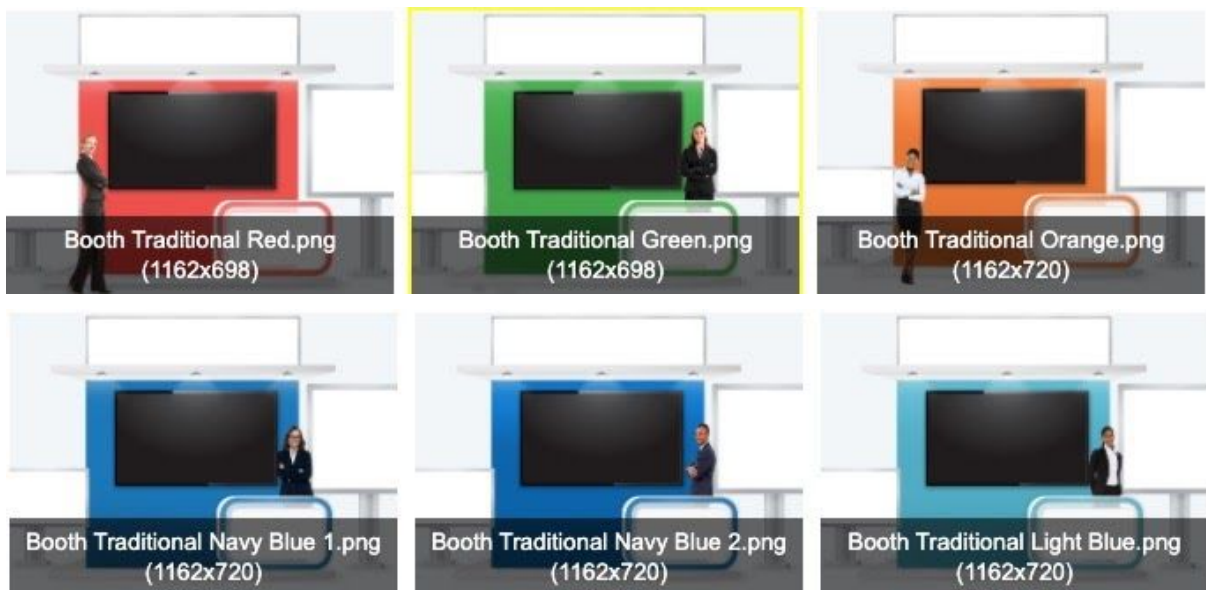 Booth Traditional Red.png
(1162x698)
Booth Traditional Green.png
(1162x698)
Booth Traditional Orange.png
(1162x720)
Booth Traditional Navy Blue 1.png
(1162x720)
Booth Traditional Navy Blue 2.png
(1162x720)
Booth Traditional Light Blue.png
(1162x720)